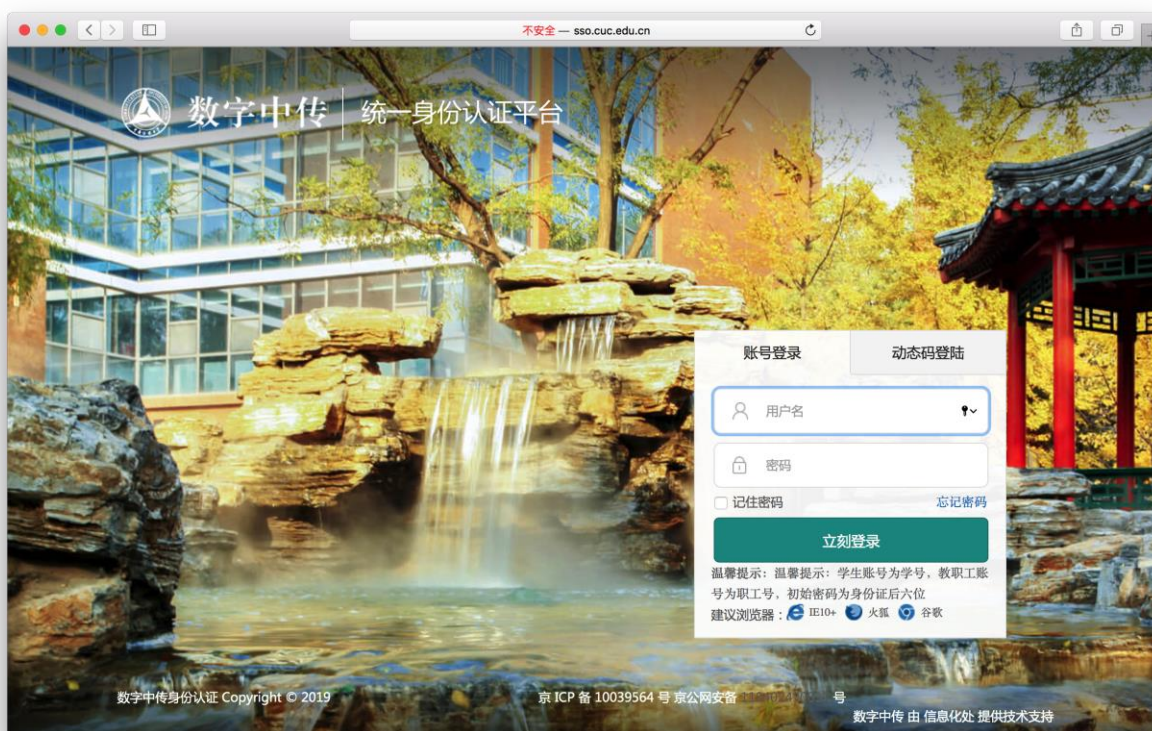 不安全 — sso.cuc.edu.cn
数字中传 统一身份认证平台
账号登录 动态码登陆
用户名
密码
记住密码 忘记密码
立刻登录
温馨提示：温馨提示：学生账号为学号，教职工账
号为职工号，初始密码为身份证后六位
建议浏览器： IE10+ 火狐 谷歌
数字中传身份认证 Copyright © 2019 京 ICP 备 10039564 号 京公网安备 号
数字中传 由 信息化处 提供技术支持